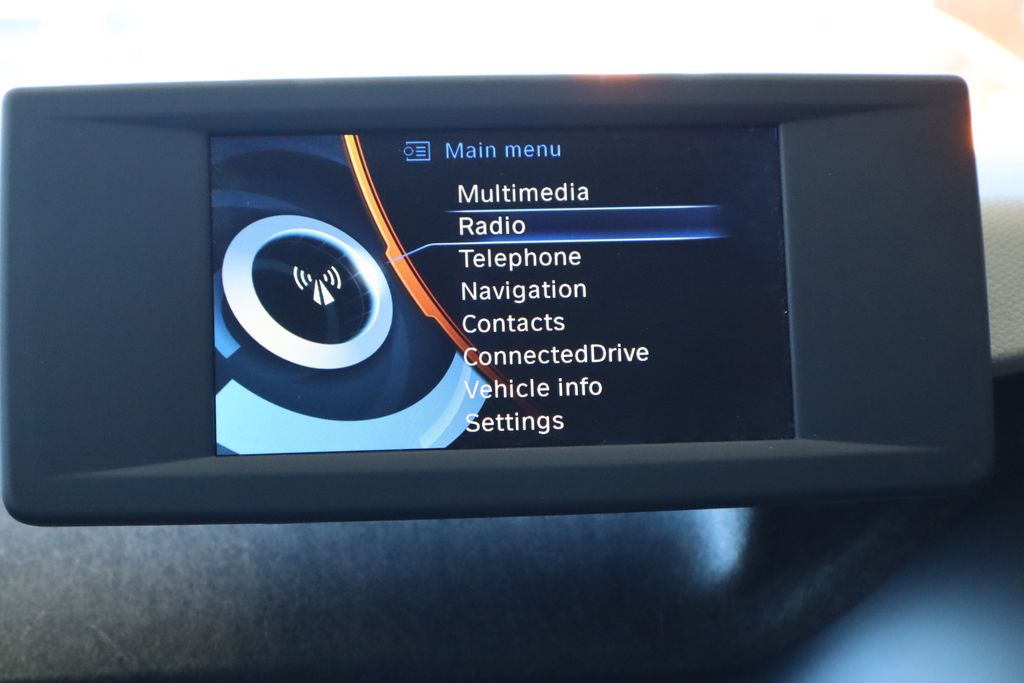 Main menu
Multimedia
Radio
Telephone
Navigation
Contacts
ConnectedDrive
Vehicle info
Settings